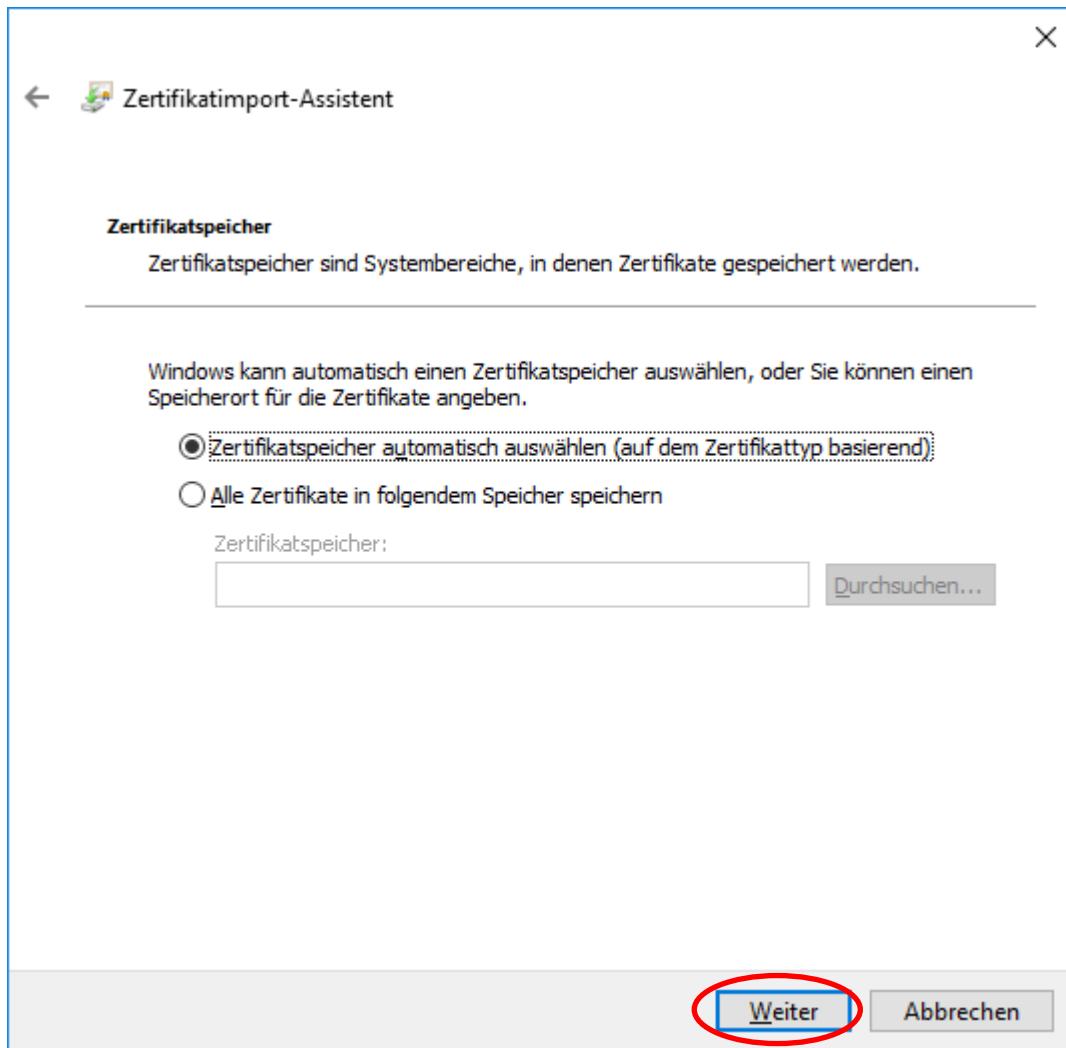 Zertifikatimport-Assistent
Zertifikatspeicher
Zertifikatspeicher sind Systembereiche, in denen Zertifikate gespeichert werden.
Windows kann automatisch einen Zertifikatspeicher auswählen, oder Sie können einen
Speicherort für die Zertifikate angeben.
Zertifikatspeicher automatisch auswählen (auf dem Zertifikattyp basierend)
Alle Zertifikate in folgendem Speicher speichern
Zertifikatspeicher:
Durchsuchen...
Weiter Abbrechen